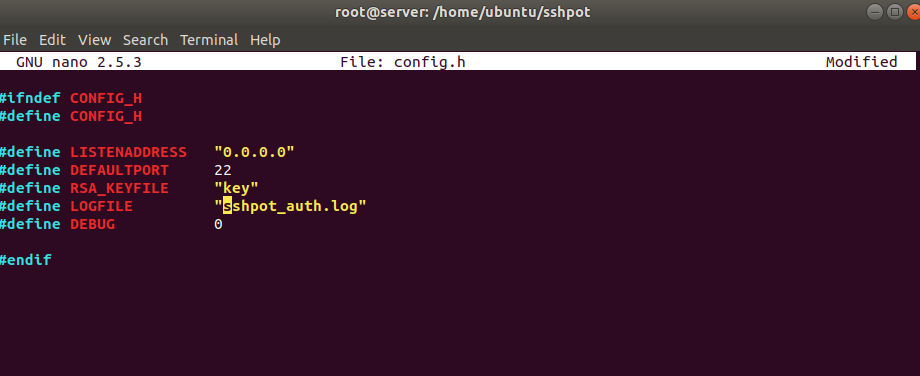 root@server: /home/ubuntu/sshpot
File Edit View Search Terminal Help
GNU nano 2.5.3 File: config.h Modified
#ifndef CONFIG_H
#define CONFIG_H
#define LISTENADDRESS "0.0.0.0"
#define DEFAULTPORT 22
#define RSA_KEYFILE "key"
#define LOGFILE "sshpot_auth.log"
#define DEBUG 0
#endif